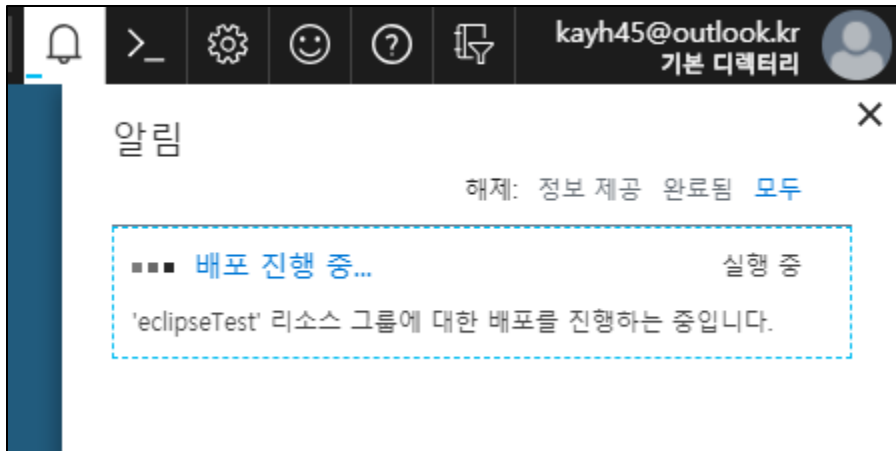 kayh45@outlook.kr
기본 디렉터리
알림
해제: 정보 제공 완료됨 모두
배포 진행 중... 실행 중
'eclipseTest' 리소스 그룹에 대한 배포를 진행하는 중입니다.